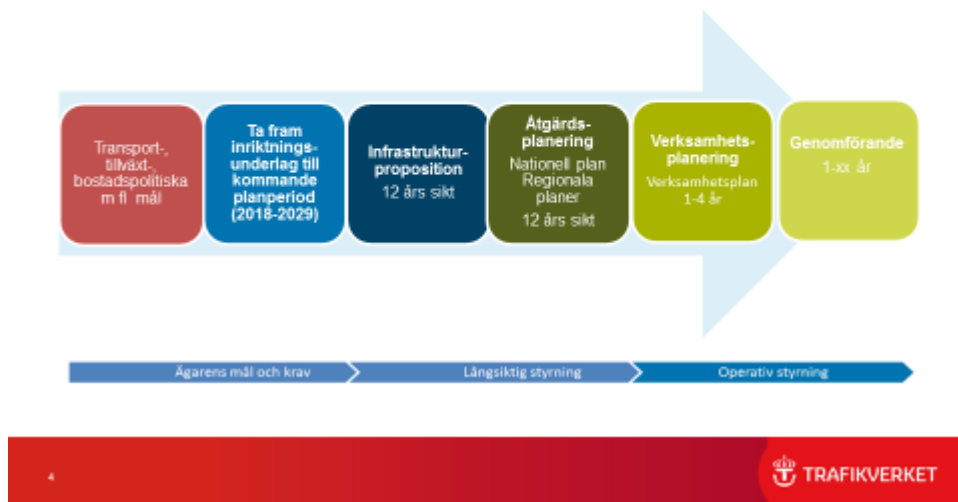 Transport-,
tillväxt-,
bostadspolitiska
m fl mål
Ta fram
inriktnings-
underlag till
kommande
planperiod
(2018-2029)
Infrastruktur-
proposition
12 års sikt
Åtgärds-
planering
Nationell plan
Regionala
planer
12 års sikt
Verksamhets-
planering
Verksamhetsplan
1-4 år
Genomförande
1-xx år
Ägarens mål och krav
Långsiktig styrning
Operativ styrning
4
TRAFIKVERKET